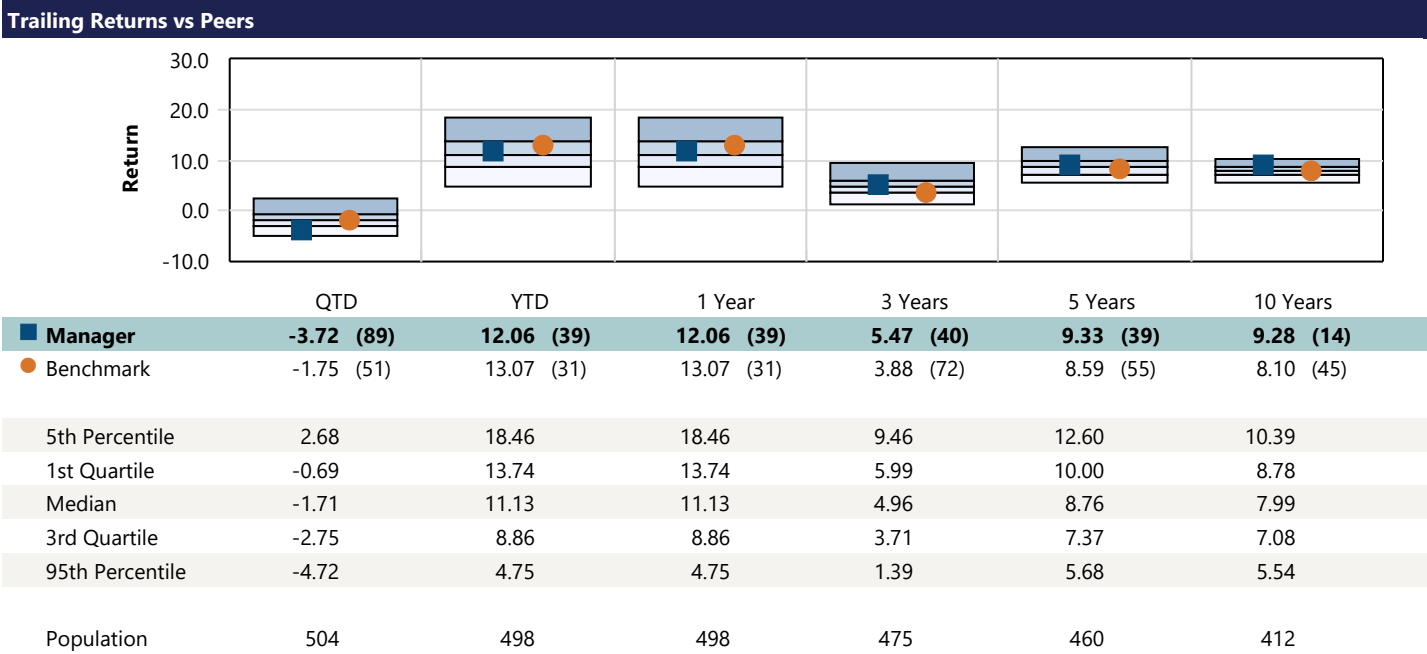 Trailing Returns vs Peers
30.0
20.0
10.0
0.0
-10.0
Return
QTD YTD 1 Year 3 Years 5 Years 10 Years
Manager -3.72 (89) 12.06 (39) 12.06 (39) 5.47 (40) 9.33 (39) 9.28 (14)
Benchmark -1.75 (51) 13.07 (31) 13.07 (31) 3.88 (72) 8.59 (55) 8.10 (45)
5th Percentile 2.68 18.46 18.46 9.46 12.60 10.39
1st Quartile -0.69 13.74 13.74 5.99 10.00 8.78
Median -1.71 11.13 11.13 4.96 8.76 7.99
3rd Quartile -2.75 8.86 8.86 3.71 7.37 7.08
95th Percentile -4.72 4.75 4.75 1.39 5.68 5.54
Population 504 498 498 475 460 412